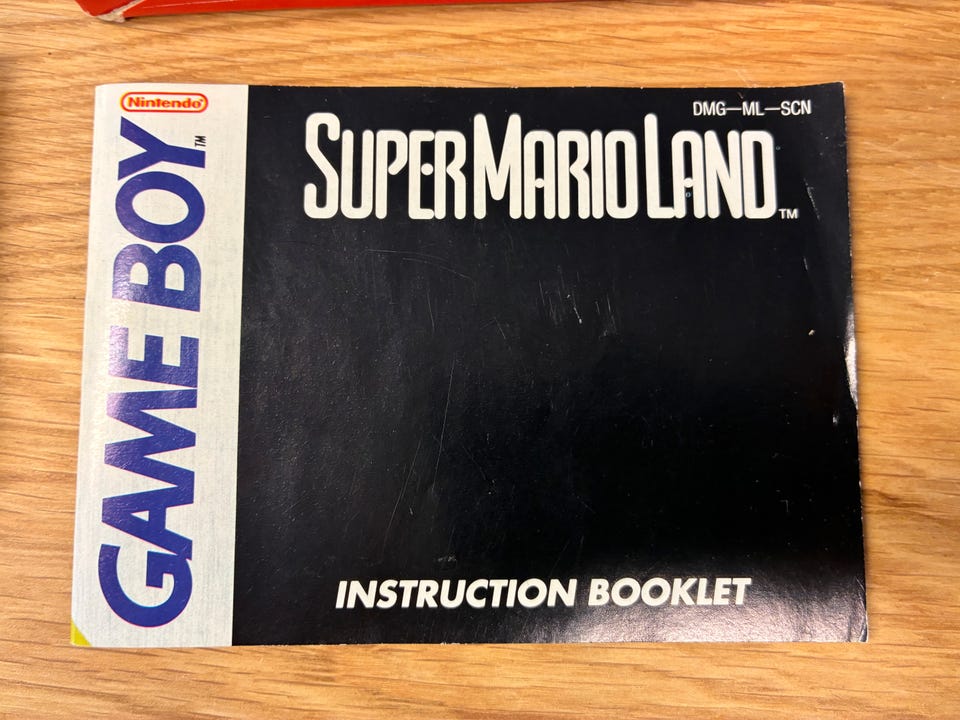 Nintendo®
GAME BOY™
DMG-ML-SCN
SUPER MARIO LAND™
INSTRUCTION BOOKLET